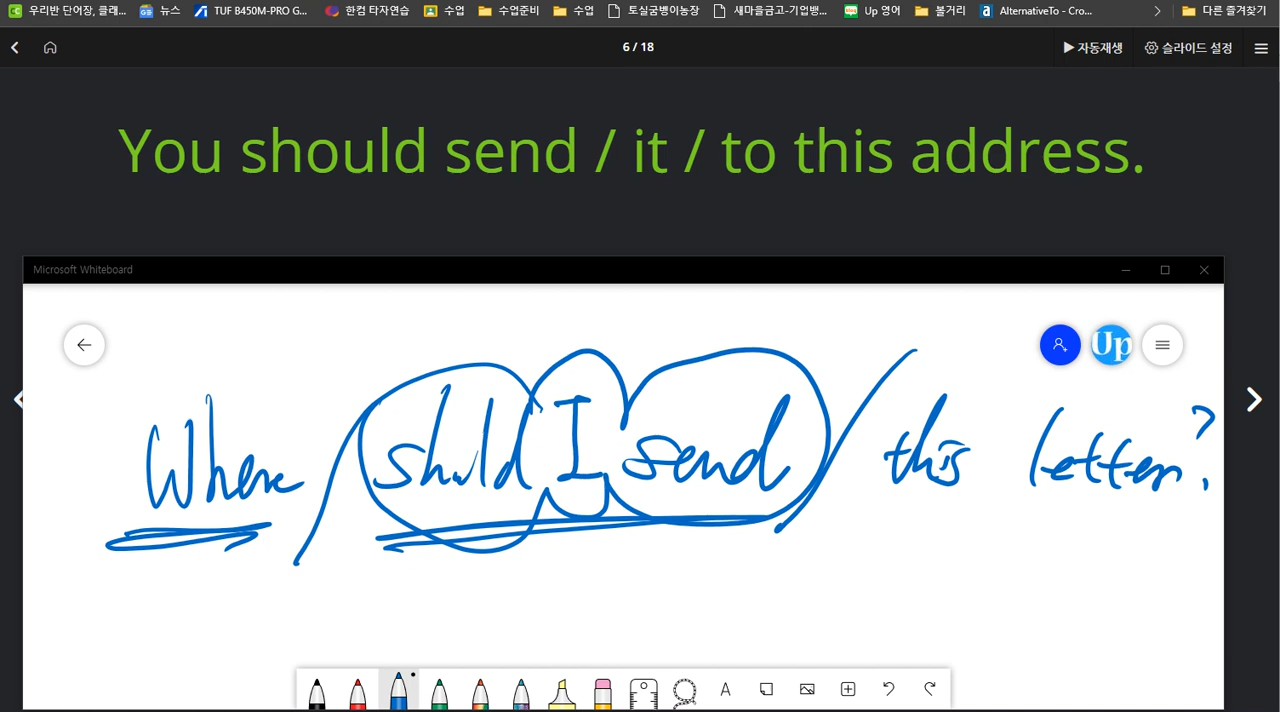 우리반 단어장, 클래... 뉴스 TUF B450M-PRO G... 한컴 타자연습 수업 수업준비 수업 토실굼벵이농장 새마을금고-기업뱅... Up 영어 볼거리 AlternativeTo - Cro... 다른 즐겨찾기
6 / 18 자동재생 슬라이드 설정
You should send / it / to this address.
Microsoft Whiteboard
Up
Where / should I send / this letter?
A